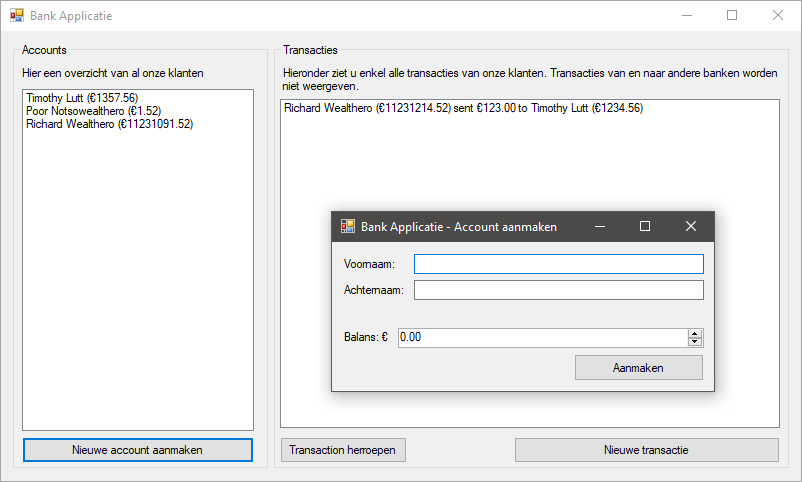 Bank Applicatie
Accounts
Hier een overzicht van al onze klanten
Timothy Lutt (€1357.56)
Poor Notsowealthero (€1.52)
Richard Wealthero (€11231091.52)
Nieuwe account aanmaken
Transacties
Hieronder ziet u enkel alle transacties van onze klanten. Transacties van en naar andere banken worden
niet weergeven.
Richard Wealthero (€11231214.52) sent €123.00 to Timothy Lutt (€1234.56)
Bank Applicatie - Account aanmaken
Voornaam:
Achternaam:
Balans: € 0.00
Aanmaken
Transaction herroepen
Nieuwe transactie